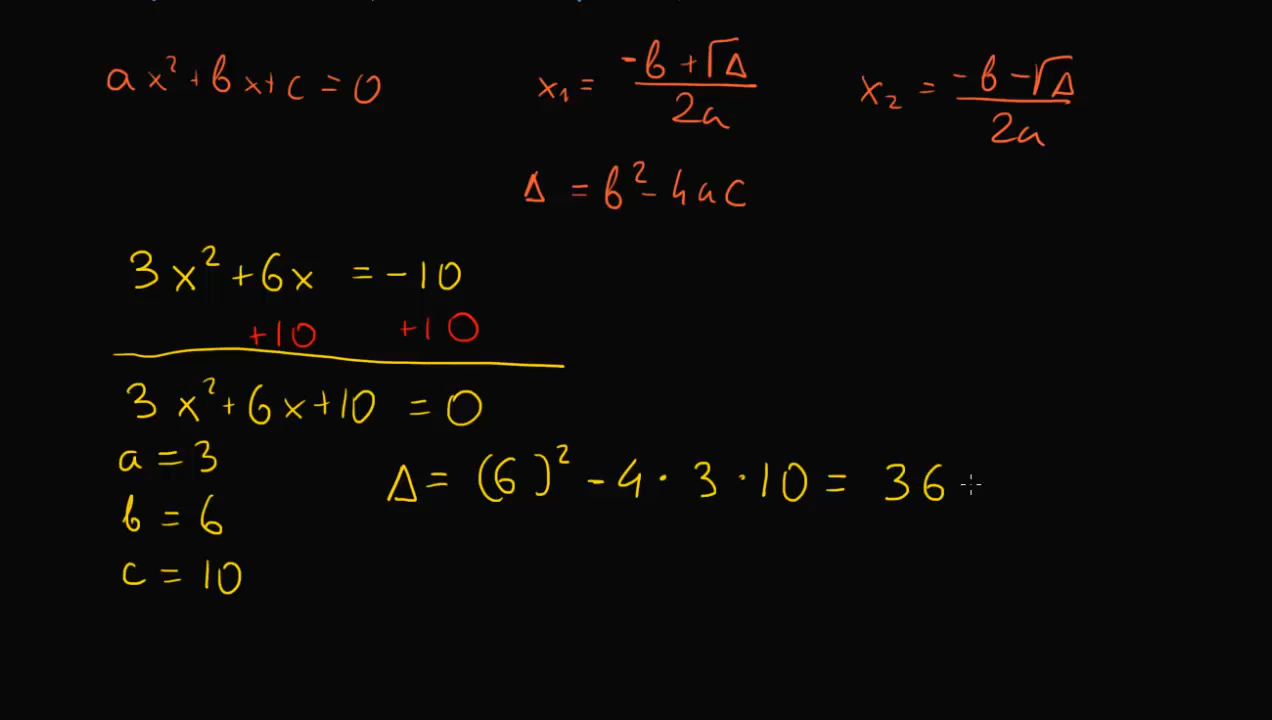 ax² + bx + c = 0
x₁ = (-b + √Δ) / 2a
x₂ = (-b - √Δ) / 2a
Δ = b² - 4ac
3x² + 6x = -10
+10 +10
3x² + 6x + 10 = 0
a = 3
Δ = (6)² - 4 · 3 · 10 = 36
b = 6
c = 10